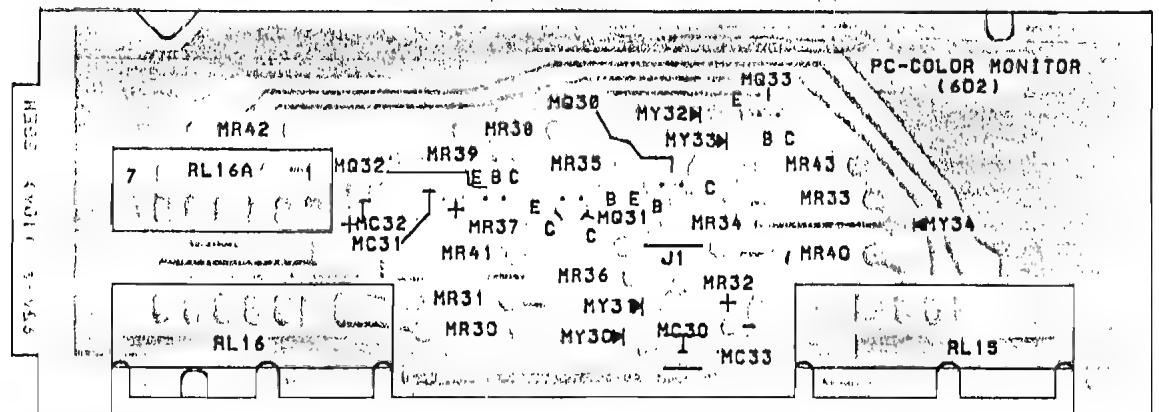 PC-COLOR MONITOR
(602)
MQ33
MQ30
MY32
E
MR42
MR38
MY33
B C
MR39
MR35
MR43
7
RL16A
1
MQ32
E B C
C
MR33
B E
B
E
MQ31
MC32
MR37
MR34
MY34
+
+
MC31
C
C
MR41
J1
MR40
MR36
MR32
MR31
MY31
+
MR30
MY30
MC30
-
RL16
MC33
RL15